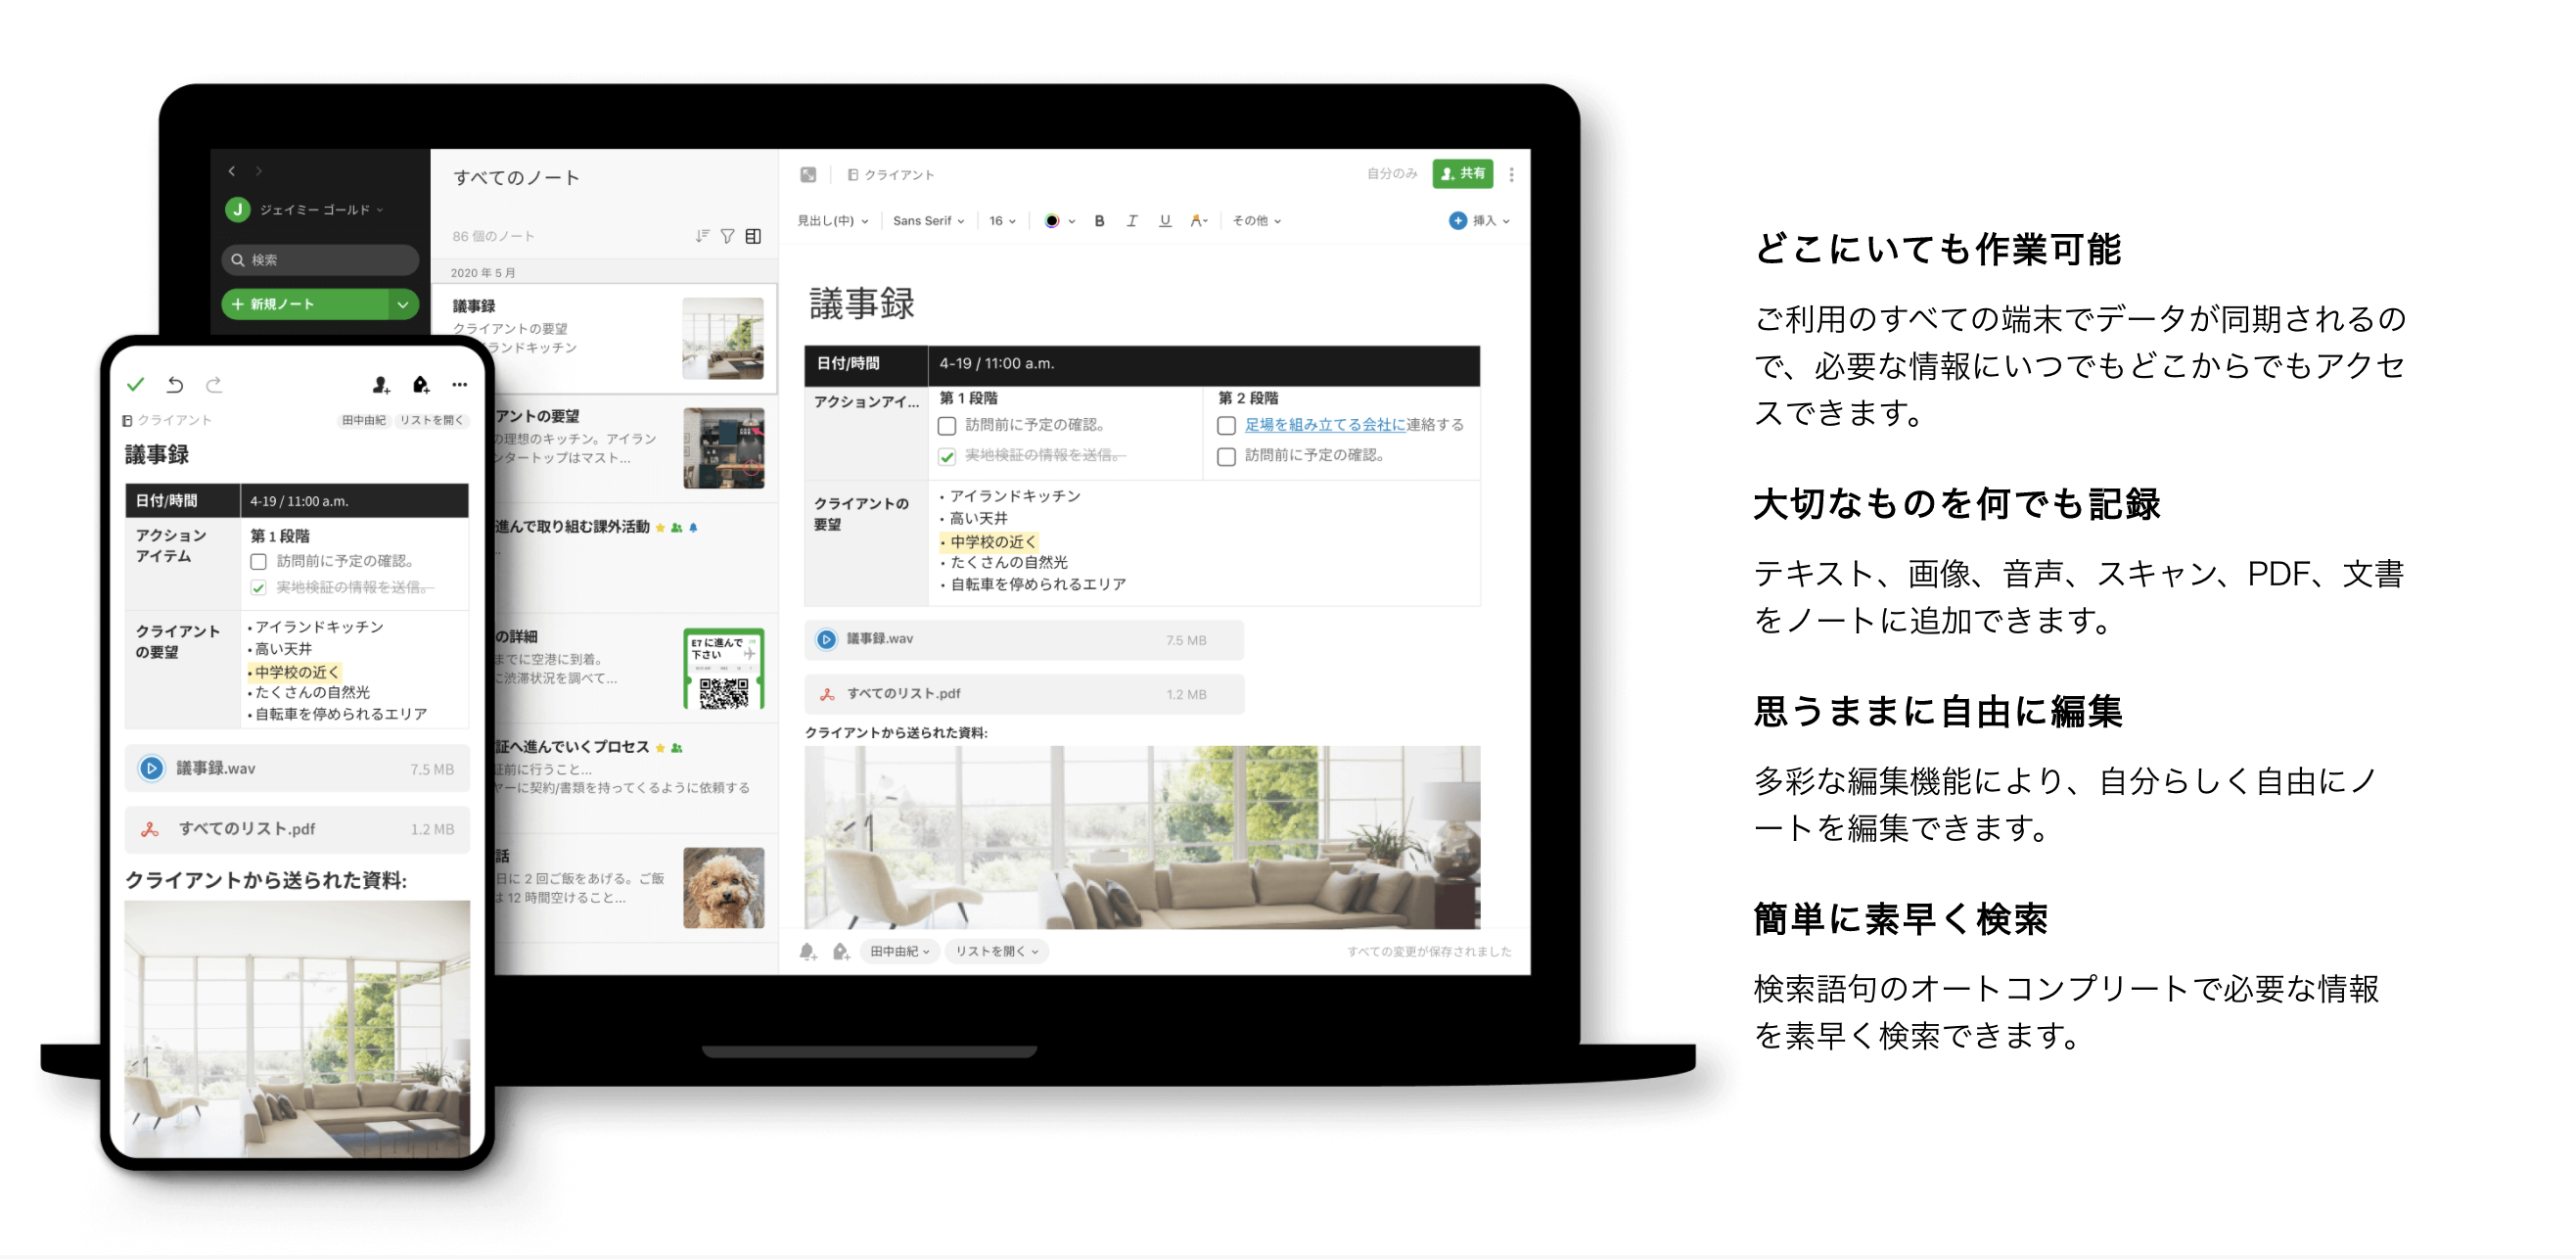 J ジェイミー ゴールド
検索
新規ノート
すべてのノート
86 個のノート
2020 年 5 月
議事録
クライアントの要望
ランドキッチン
アントの要望
の理想のキッチン。アイラン
ンタートップはマスト...
進んで取り組む課外活動
の詳細
までに空港に到着。
に渋滞状況を調べて...
E7 に進んで
下さい
証へ進んでいくプロセス
証前に行うこと...
ヤーに契約/書類を持ってくるように依頼する
話
日に 2 回ご飯をあげる。ご飯
は 12 時間空けること...
クライアント
自分のみ
共有
見出し(中) Sans Serif 16 B I U A その他 挿入
議事録
日付/時間 4-19 / 11:00 a.m.
アクションアイ... 第 1 段階 第 2 段階
訪問前に予定の確認。 足場を組み立てる会社に連絡する
実地検証の情報を送信。 訪問前に予定の確認。
クライアントの
要望
• アイランドキッチン
• 高い天井
• 中学校の近く
• たくさんの自然光
• 自転車を停められるエリア
議事録.wav 7.5 MB
すべてのリスト.pdf 1.2 MB
クライアントから送られた資料:
田中由紀 リストを開く すべての変更が保存されました
クライアント 田中由紀 リストを開く
議事録
日付/時間 4-19 / 11:00 a.m.
アクション
アイテム
第 1 段階
訪問前に予定の確認。
実地検証の情報を送信。
クライアント
の要望
• アイランドキッチン
• 高い天井
• 中学校の近く
• たくさんの自然光
• 自転車を停められるエリア
議事録.wav 7.5 MB
すべてのリスト.pdf 1.2 MB
クライアントから送られた資料:
どこにいても作業可能
ご利用のすべての端末でデータが同期されるの
で、必要な情報にいつでもどこからでもアクセ
スできます。
大切なものを何でも記録
テキスト、画像、音声、スキャン、PDF、文書
をノートに追加できます。
思うままに自由に編集
多彩な編集機能により、自分らしく自由にノ
ートを編集できます。
簡単に素早く検索
検索語句のオートコンプリートで必要な情報
を素早く検索できます。